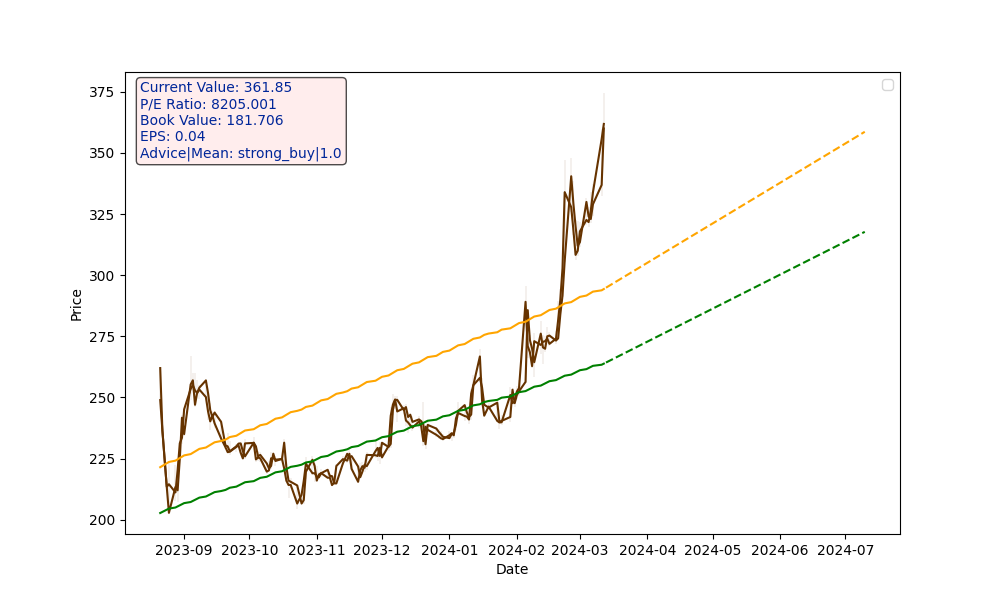 Current Value: 361.85
P/E Ratio: 8205.001
Book Value: 181.706
EPS: 0.04
Advice|Mean: strong_buy|1.0
375
350
325
300
275
250
225
200
Price
2023-09 2023-10 2023-11 2023-12 2024-01 2024-02 2024-03 2024-04 2024-05 2024-06 2024-07
Date